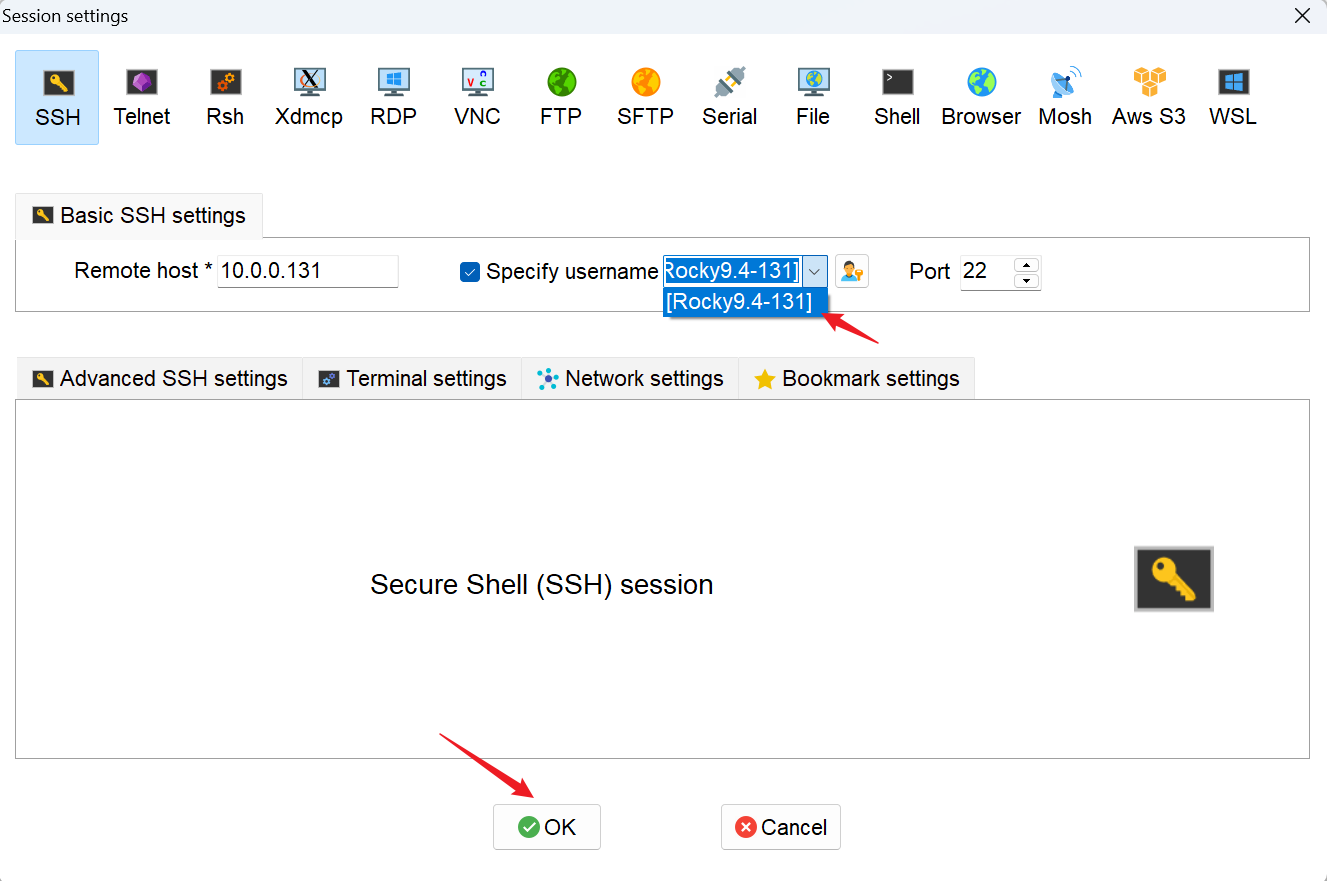 Session settings
SSH Telnet Rsh Xdmcp RDP VNC FTP SFTP Serial File Shell Browser Mosh Aws S3 WSL
Basic SSH settings
Remote host * 10.0.0.131 Specify username Rocky9.4-131] Port 22
[Rocky9.4-131]
Advanced SSH settings Terminal settings Network settings Bookmark settings
Secure Shell (SSH) session
OK Cancel